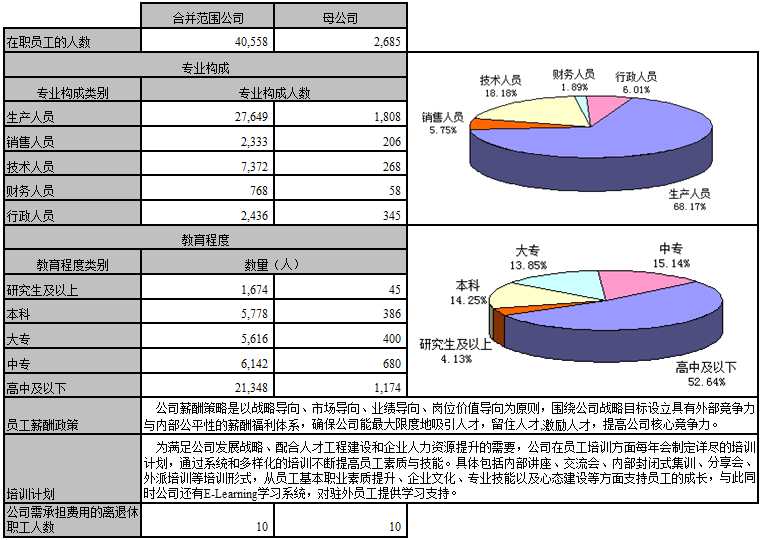 合并范围公司 母公司
在职员工的人数 40,558 2,685
专业构成
专业构成类别 专业构成人数
生产人员 27,649 1,808
销售人员 2,333 206
技术人员 7,372 268
财务人员 768 58
行政人员 2,436 345
技术人员
18.18%
财务人员
1.89%
行政人员
6.01%
销售人员
5.75%
生产人员
68.17%
教育程度
教育程度类别 数量（人）
研究生及以上 1,674 45
本科 5,778 386
大专 5,616 400
中专 6,142 680
高中及以下 21,348 1,174
大专
13.85%
中专
15.14%
本科
14.25%
研究生及以上
4.13%
高中及以下
52.64%
员工薪酬政策
公司薪酬策略是以战略导向、市场导向、业绩导向、岗位价值导向为原则，围绕公司战略目标设立具有外部竞争力
与内部公平性的薪酬福利体系，确保公司能最大限度地吸引人才，留住人才,激励人才，提高公司核心竞争力。
培训计划
为满足公司发展战略、配合人才工程建设和企业人力资源提升的需要，公司在员工培训方面每年会制定详尽的培训
计划，通过系统和多样化的培训不断提高员工素质与技能。具体包括内部讲座、交流会、内部封闭式集训、分享会、
外派培训等培训形式，从员工基本职业素质提升、企业文化、专业技能以及心态建设等方面支持员工的成长，与此同
时公司还有E-Learning学习系统，对驻外员工提供学习支持。
公司需承担费用的离退休
职工人数 10 10